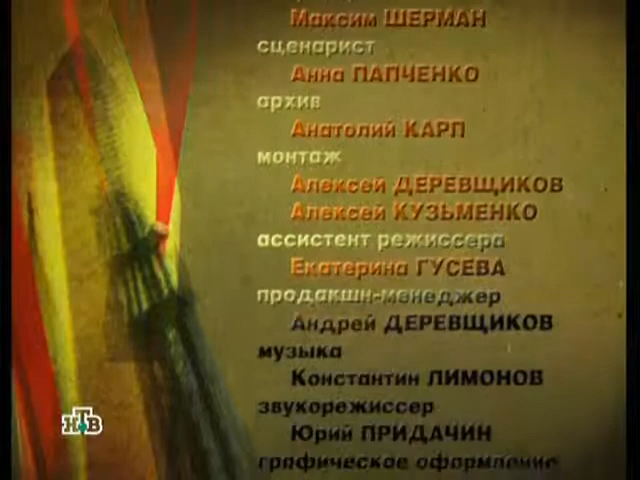 Максим ШЕРМАН
сценарист
Анна ПАПЧЕНКО
архив
Анатолий КАРП
монтаж
Алексей ДЕРЕВЩИКОВ
Алексей КУЗЬМЕНКО
ассистент режиссера
Екатерина ГУСЕВА
продакшн-менеджер
Андрей ДЕРЕВЩИКОВ
музыка
Константин ЛИМОНОВ
звукорежиссер
Юрий ПРИДАЧИН
графическое оформление
НТВ